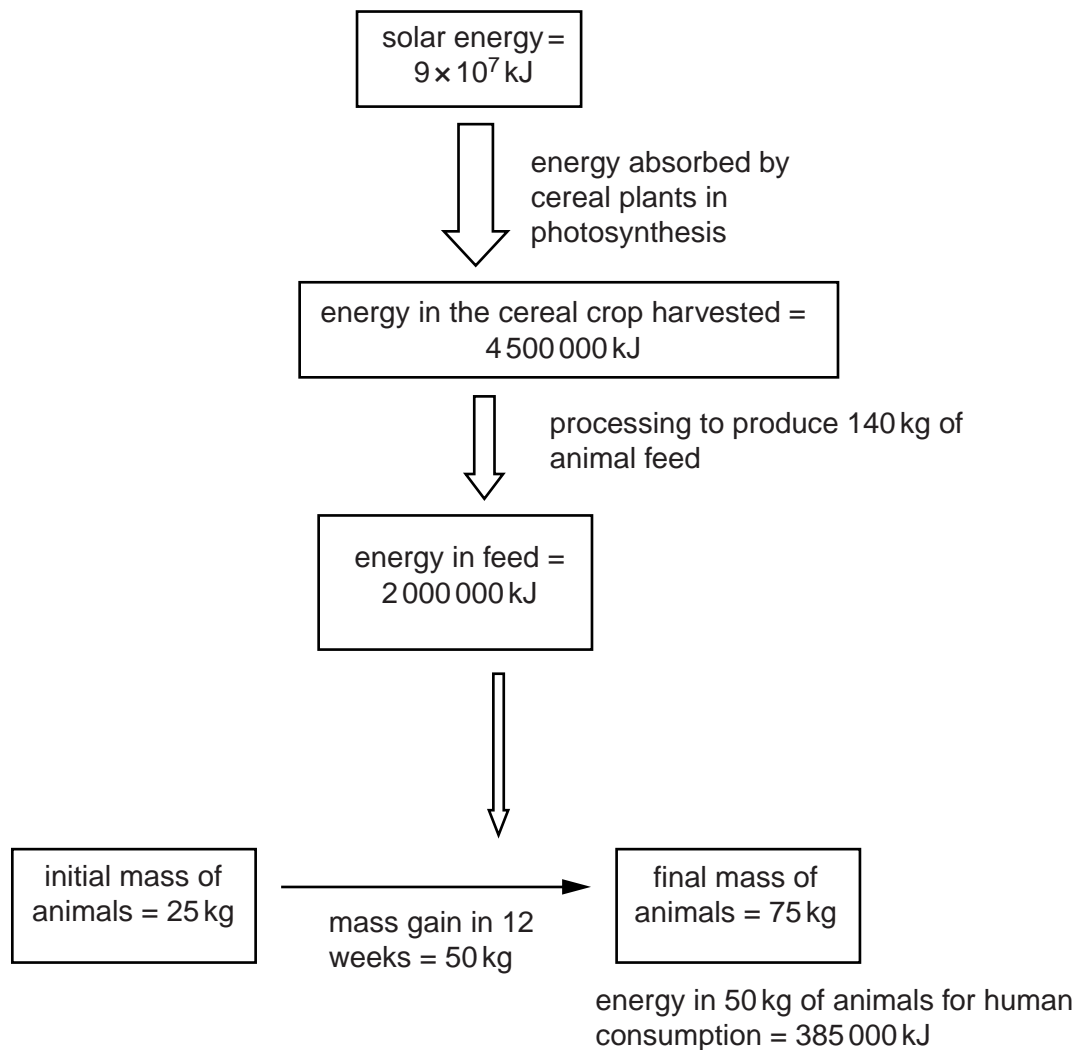 solar energy =
9 × 10⁷ kJ
energy absorbed by
cereal plants in
photosynthesis
energy in the cereal crop harvested =
4 500 000 kJ
processing to produce 140 kg of
animal feed
energy in feed =
2 000 000 kJ
initial mass of
animals = 25 kg
mass gain in 12
weeks = 50 kg
final mass of
animals = 75 kg
energy in 50 kg of animals for human
consumption = 385 000 kJ